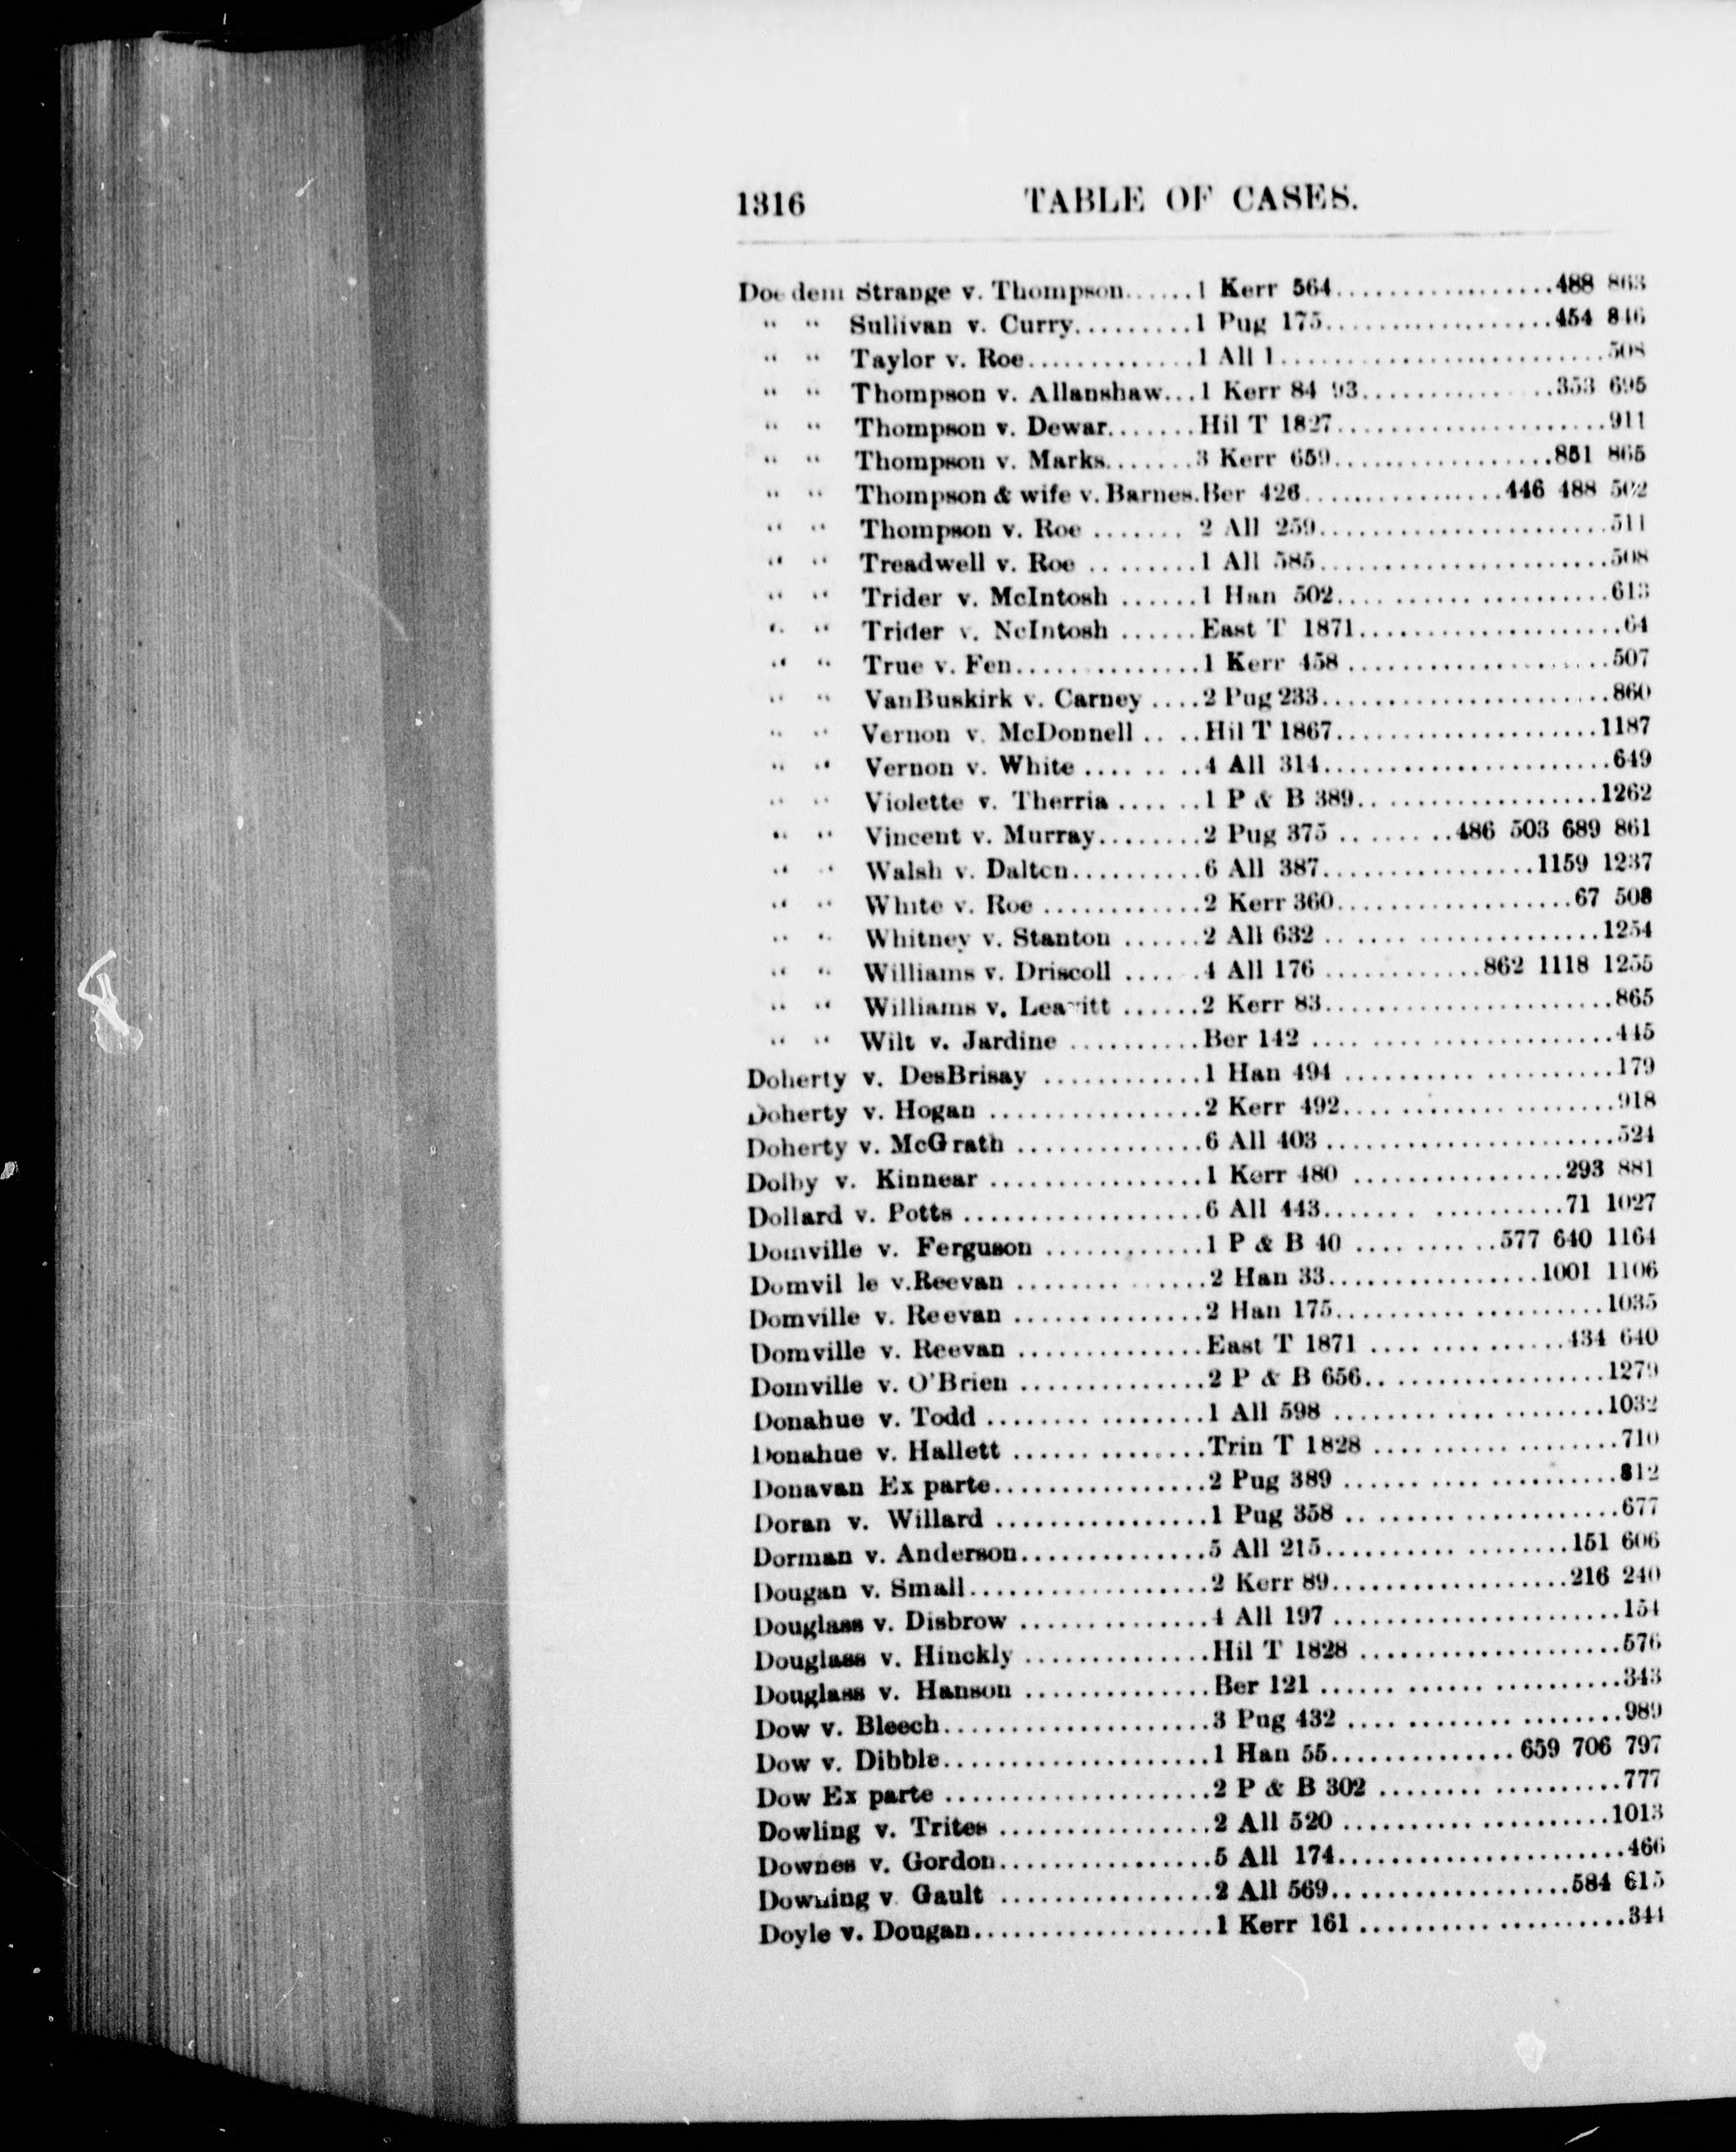 1316 TABLE OF CASES.
Doe dem Strange v. Thompson......1 Kerr 564..................488 863
" " Sullivan v. Curry.........1 Pug 175...................454 846
" " Taylor v. Roe.............1 All 1..........................508
" " Thompson v. Allanshaw...1 Kerr 84 93................353 695
" " Thompson v. Dewar.......Hil T 1827......................911
" " Thompson v. Marks.......3 Kerr 659..................851 865
" " Thompson & wife v. Barnes.Ber 426................446 488 502
" " Thompson v. Roe ....... 2 All 259.......................511
" " Treadwell v. Roe .........1 All 585.......................508
" " Trider v. McIntosh ......1 Han 502.... .................613
" " Trider v. NcIntosh ......East T 1871.....................64
" " True v. Fen..............1 Kerr 458 .....................507
" " VanBuskirk v. Carney ....2 Pug 233.......................860
" " Vernon v. McDonnell .. ..Hil T 1867.....................1187
" " Vernon v. White .... .....4 All 314.......................649
" " Violette v. Therria .... ..1 P & B 389...................1262
" " Vincent v. Murray........2 Pug 375 .........486 503 689 861
" " Walsh v. Daltcn..........6 All 387.................1159 1237
" " White v. Roe ............2 Kerr 360...................67 508
" " Whitney v. Stanton ......2 All 632 .. ..................1254
" " Williams v. Driscoll ......4 All 176 .............862 1118 1255
" " Williams v. Leavitt ......2 Kerr 83.......................865
" " Wilt v. Jardine ..........Ber 142 .... ..................445
Doherty v. DesBrisay ............1 Han 494 .......... ..........179
Doherty v. Hogan ................2 Kerr 492.... ................918
Doherty v. McGrath ..............6 All 403 ......................524
Dolby v. Kinnear ................1 Kerr 480 .................293 881
Dollard v. Potts ..................6 All 443....... ..........71 1027
Domville v. Ferguson ............1 P & B 40 .... ......577 640 1164
Domvil le v.Reevan .......... ......2 Han 33.................1001 1106
Domville v. Reevan ..............2 Han 175.....................1035
Domville v. Reevan ..............East T 1871 .... ...........434 640
Domville v. O'Brien ..............2 P & B 656.. ................1279
Donahue v. Todd ........ ........1 All 598 ........ ............1032
Donahue v. Hallett ...... ........Trin T 1828 .... ..............710
Donavan Ex parte................2 Pug 389 ........ ............812
Doran v. Willard ................1 Pug 358 .. ....................677
Dorman v. Anderson..............5 All 215.......... ........151 606
Dougan v. Small..................2 Kerr 89...................216 240
Douglass v. Disbrow ..............4 All 197 ......................154
Douglass v. Hinckly ..............Hil T 1828 ....................576
Douglass v. Hanson ..............Ber 121 ...... ...... ..........343
Dow v. Bleech....................3 Pug 432 .... ........ ........989
Dow v. Dibble....................1 Han 55.............. 659 706 797
Dow Ex parte ....................2 P & B 302 ........ ..........777
Dowling v. Trites ................2 All 520 .......... ..........1013
Downes v. Gordon................5 All 174......................466
Downing v Gault ................2 All 569...................584 615
Doyle v. Dougan..................1 Kerr 161 .......... ..........344